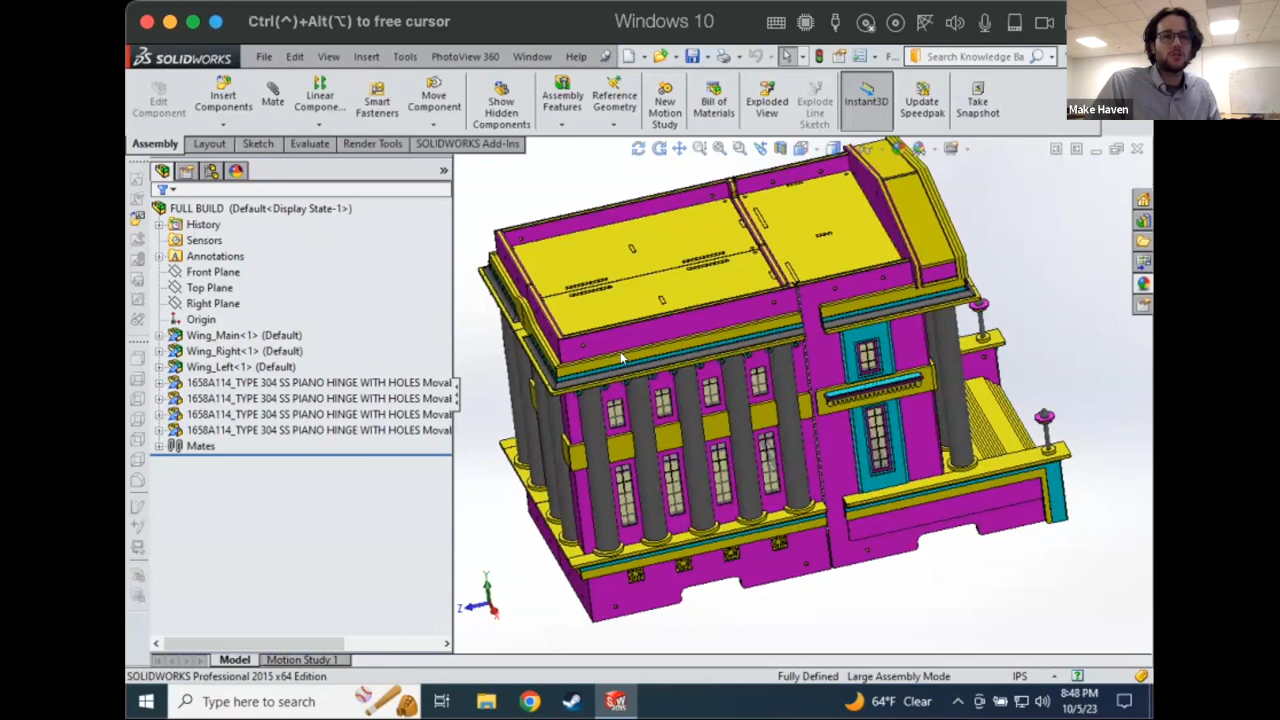 Ctrl(^)+Alt(⌥) to free cursor
Windows 10
SOLIDWORKS
File Edit View Insert Tools PhotoView 360 Window Help
F...
Search Knowledge Ba
Edit Component
Insert Components
Mate
Linear Compone...
Smart Fasteners
Move Component
Show Hidden Components
Assembly Features
Reference Geometry
New Motion Study
Bill of Materials
Exploded View
Explode Line Sketch
Instant3D
Update Speedpak
Take Snapshot
Make Haven
Assembly Layout Sketch Evaluate Render Tools SOLIDWORKS Add-Ins
FULL BUILD (Default<Display State-1>)
History
Sensors
Annotations
Front Plane
Top Plane
Right Plane
Origin
Wing_Main<1> (Default)
Wing_Right<1> (Default)
Wing_Left<1> (Default)
1658A114_TYPE 304 SS PIANO HINGE WITH HOLES Moval
1658A114_TYPE 304 SS PIANO HINGE WITH HOLES Moval
1658A114_TYPE 304 SS PIANO HINGE WITH HOLES Moval
1658A114_TYPE 304 SS PIANO HINGE WITH HOLES Moval
Mates
Y
Z
X
Model Motion Study 1
SOLIDWORKS Professional 2015 x64 Edition
Fully Defined Large Assembly Mode IPS
Type here to search
64°F Clear
8:48 PM
10/5/23